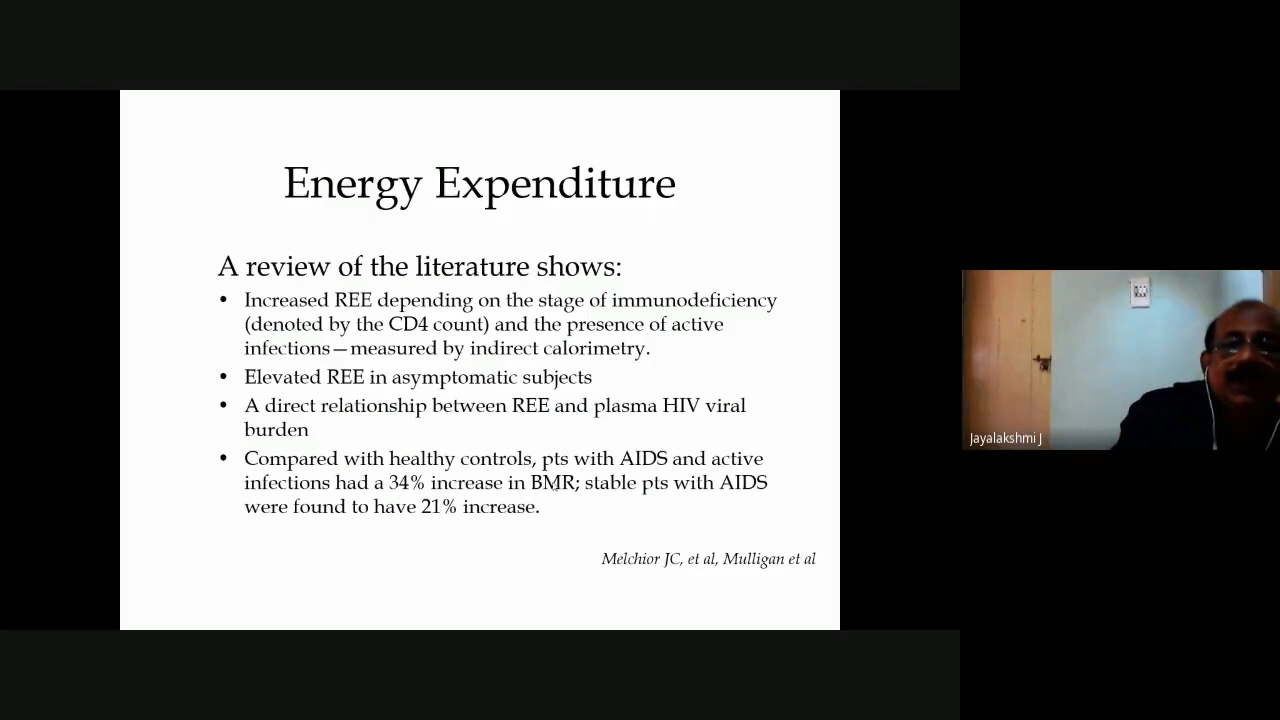 Energy Expenditure
A review of the literature shows:
• Increased REE depending on the stage of immunodeficiency
(denoted by the CD4 count) and the presence of active
infections—measured by indirect calorimetry.
• Elevated REE in asymptomatic subjects
• A direct relationship between REE and plasma HIV viral
burden
• Compared with healthy controls, pts with AIDS and active
infections had a 34% increase in BMR; stable pts with AIDS
were found to have 21% increase.
Melchior JC, et al, Mulligan et al
Jayalakshmi J